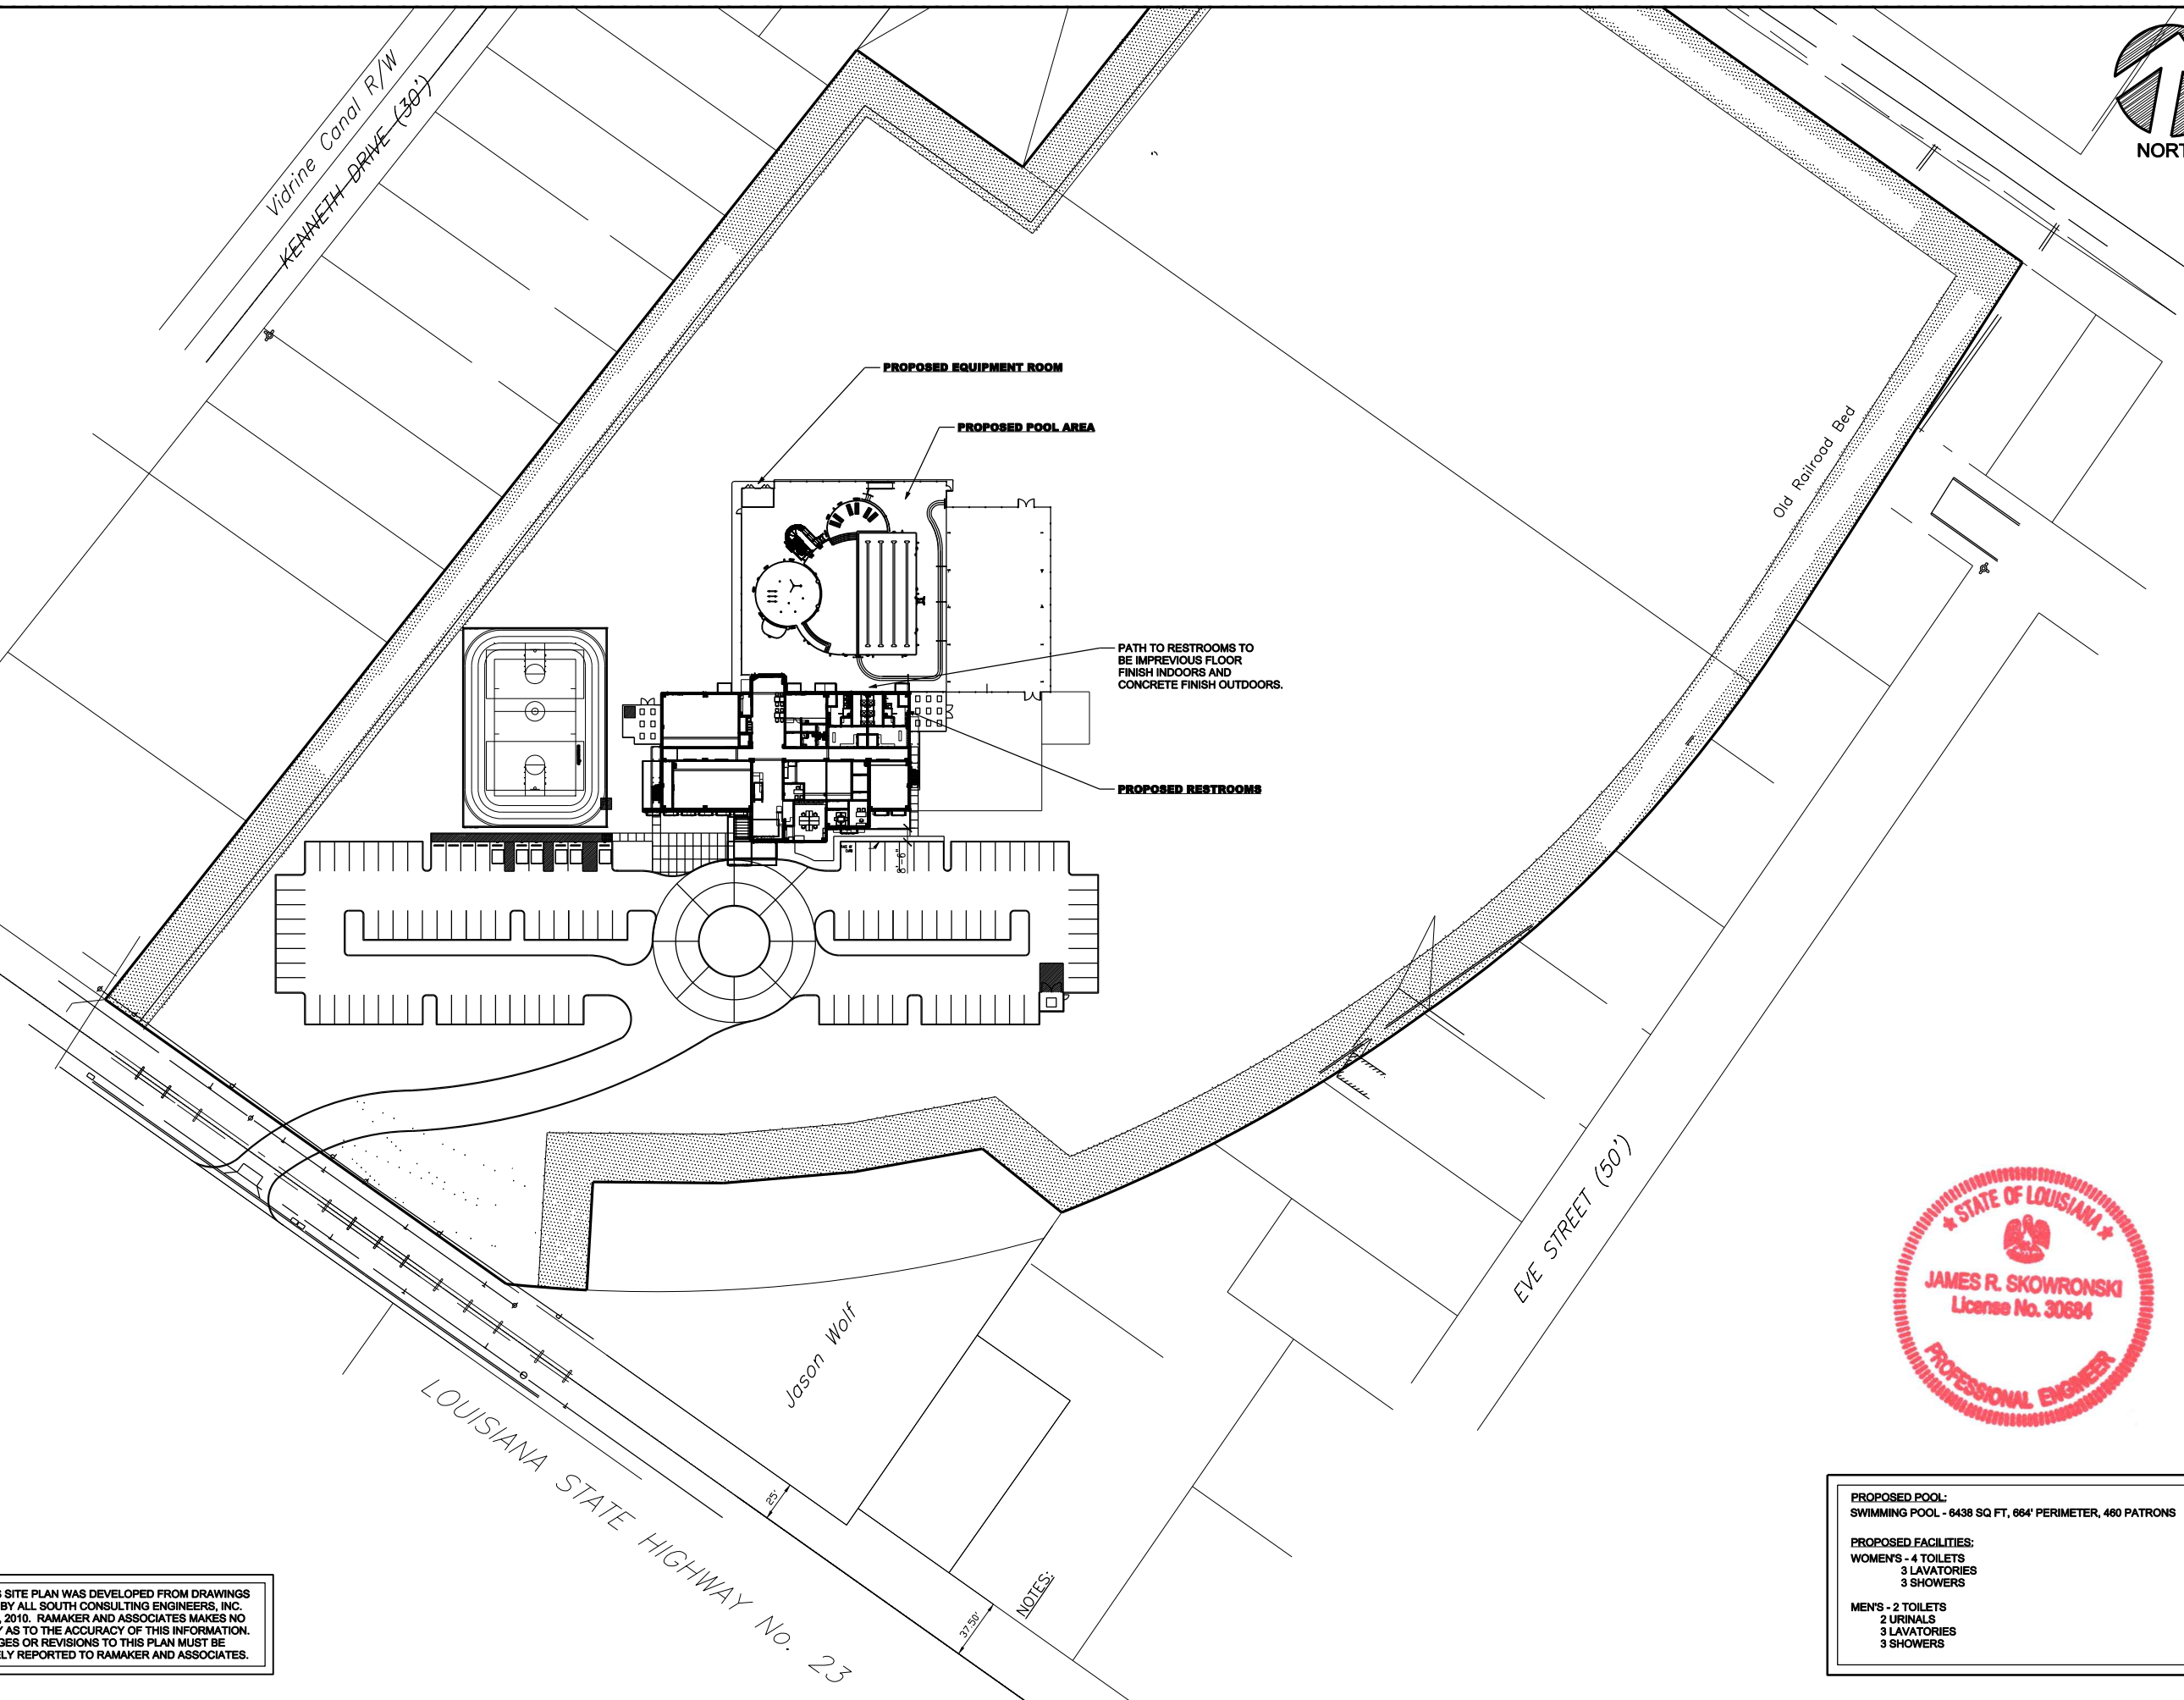 Vidrine Canal R/W
KENNETH DRIVE (30')
NORT
PROPOSED EQUIPMENT ROOM
PROPOSED POOL AREA
Old Railroad Bed
PATH TO RESTROOMS TO
BE IMPREVIOUS FLOOR
FINISH INDOORS AND
CONCRETE FINISH OUTDOORS.
PROPOSED RESTROOMS
EVE STREET (50')
STATE OF LOUISIANA
JAMES R. SKOWRONSKI
License No. 30684
PROFESSIONAL ENGINEER
Jason Wolf
LOUISIANA STATE HIGHWAY No. 23
25'
37.50'
NOTES:
PROPOSED POOL:
SWIMMING POOL - 6438 SQ FT, 664' PERIMETER, 460 PATRONS
PROPOSED FACILITIES:
WOMEN'S - 4 TOILETS
3 LAVATORIES
3 SHOWERS
MEN'S - 2 TOILETS
2 URINALS
3 LAVATORIES
3 SHOWERS
S SITE PLAN WAS DEVELOPED FROM DRAWINGS
BY ALL SOUTH CONSULTING ENGINEERS, INC.
, 2010. RAMAKER AND ASSOCIATES MAKES NO
Y AS TO THE ACCURACY OF THIS INFORMATION.
GES OR REVISIONS TO THIS PLAN MUST BE
LY REPORTED TO RAMAKER AND ASSOCIATES.